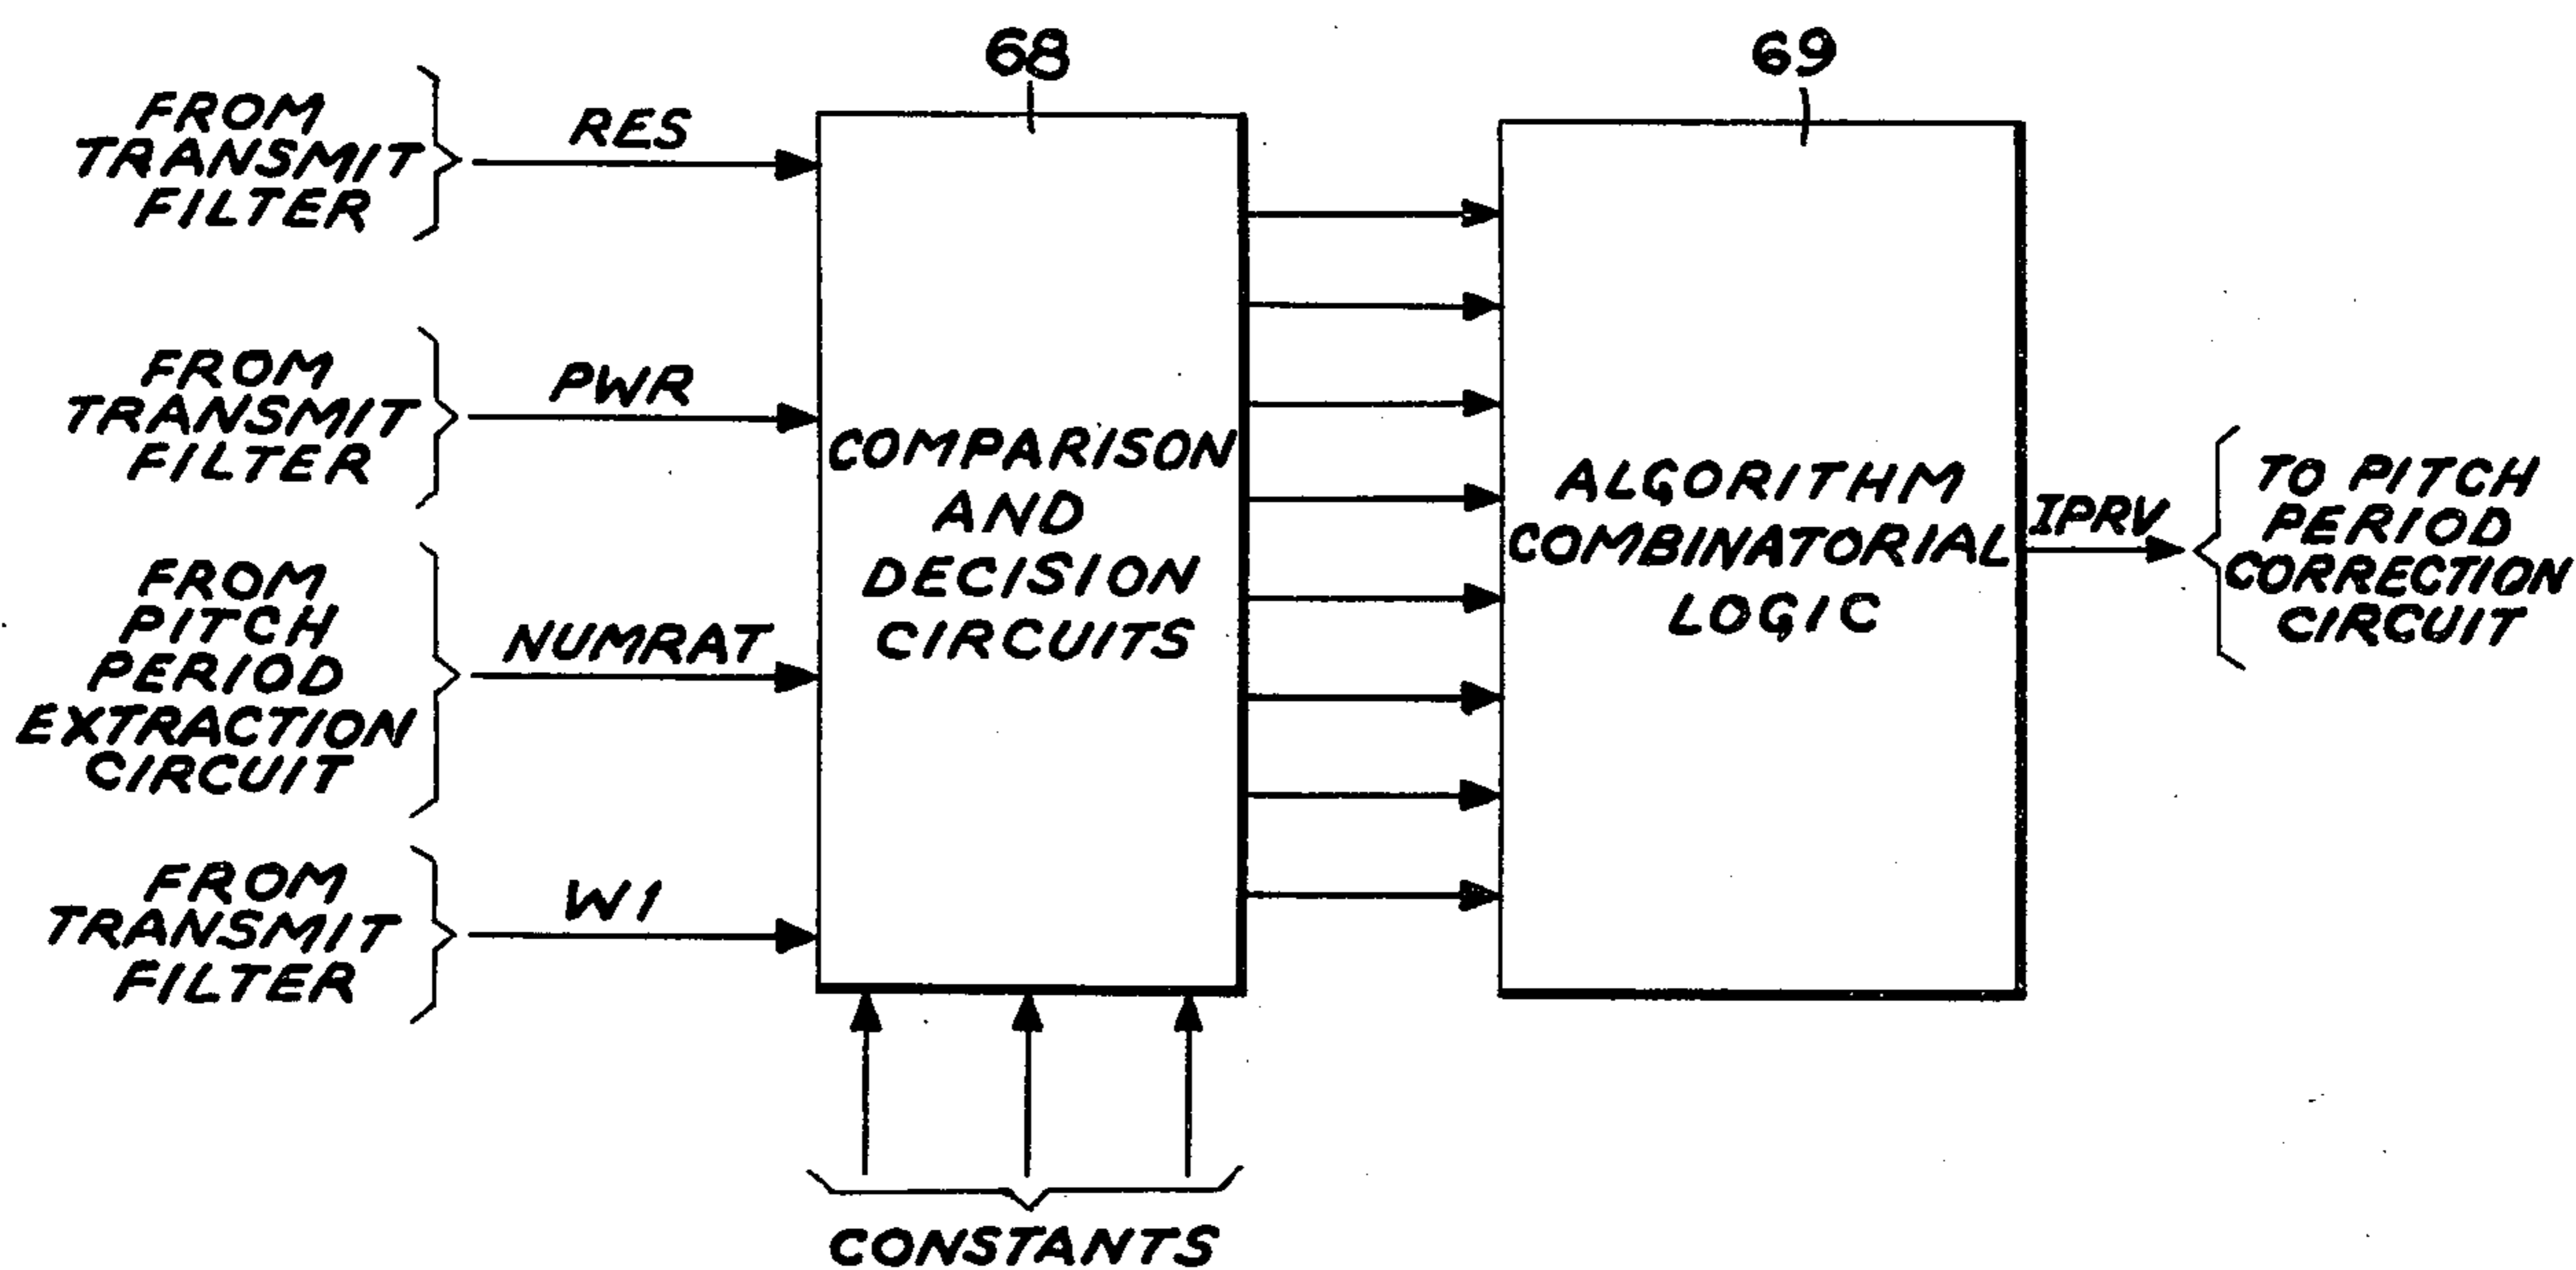 68
69
FROM
TRANSMIT
FILTER
RES
FROM
TRANSMIT
FILTER
PWR
FROM
PITCH
PERIOD
EXTRACTION
CIRCUIT
NUMRAT
FROM
TRANSMIT
FILTER
W1
COMPARISON
AND
DECISION
CIRCUITS
CONSTANTS
ALGORITHM
COMBINATORIAL
LOGIC
IPRV
TO PITCH
PERIOD
CORRECTION
CIRCUIT